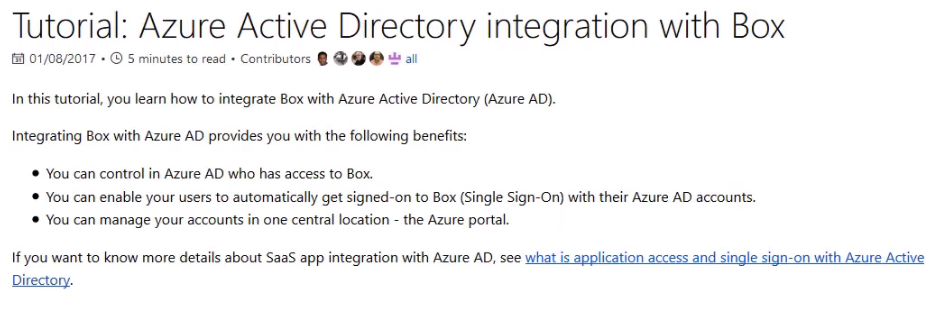 Tutorial: Azure Active Directory integration with Box
01/08/2017 • 5 minutes to read • Contributors all
In this tutorial, you learn how to integrate Box with Azure Active Directory (Azure AD).
Integrating Box with Azure AD provides you with the following benefits:
• You can control in Azure AD who has access to Box.
• You can enable your users to automatically get signed-on to Box (Single Sign-On) with their Azure AD accounts.
• You can manage your accounts in one central location - the Azure portal.
If you want to know more details about SaaS app integration with Azure AD, see what is application access and single sign-on with Azure Active
Directory.